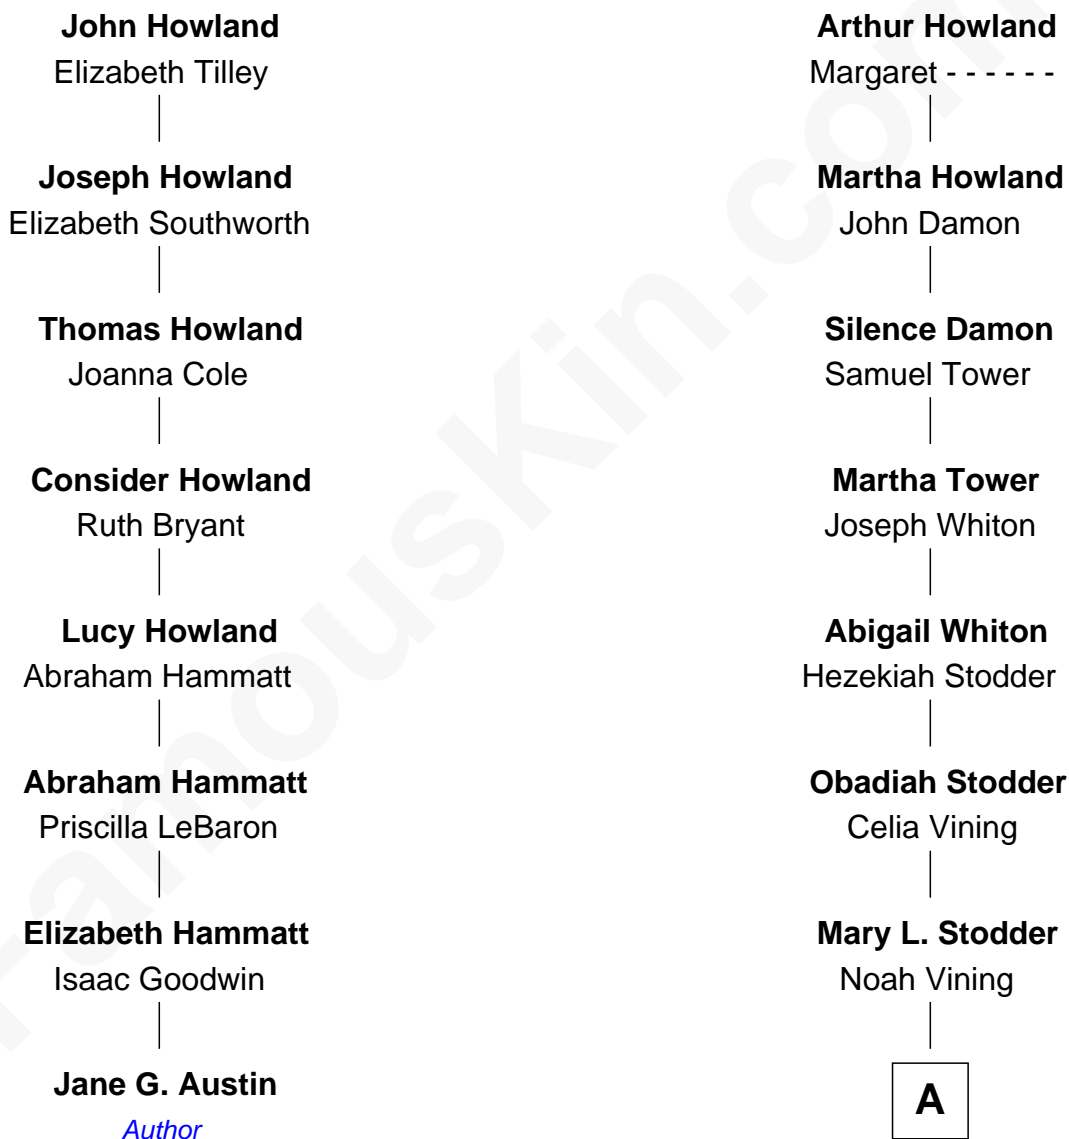 John Howland
Elizabeth Tilley
Joseph Howland
Elizabeth Southworth
Thomas Howland
Joanna Cole
Consider Howland
Ruth Bryant
Lucy Howland
Abraham Hammatt
Abraham Hammatt
Priscilla LeBaron
Elizabeth Hammatt
Isaac Goodwin
Jane G. Austin
Author
Arthur Howland
Margaret - - - - - -
Martha Howland
John Damon
Silence Damon
Samuel Tower
Martha Tower
Joseph Whiton
Abigail Whiton
Hezekiah Stodder
Obadiah Stodder
Celia Vining
Mary L. Stodder
Noah Vining
A
FamousKin.com